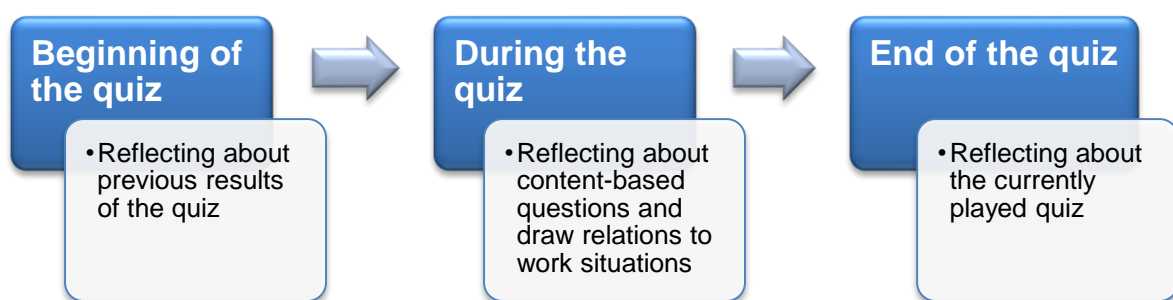 Beginning of
the quiz
•Reflecting about
previous results
of the quiz
During the
quiz
•Reflecting about
content-based
questions and
draw relations to
work situations
End of the quiz
•Reflecting about
the currently
played quiz